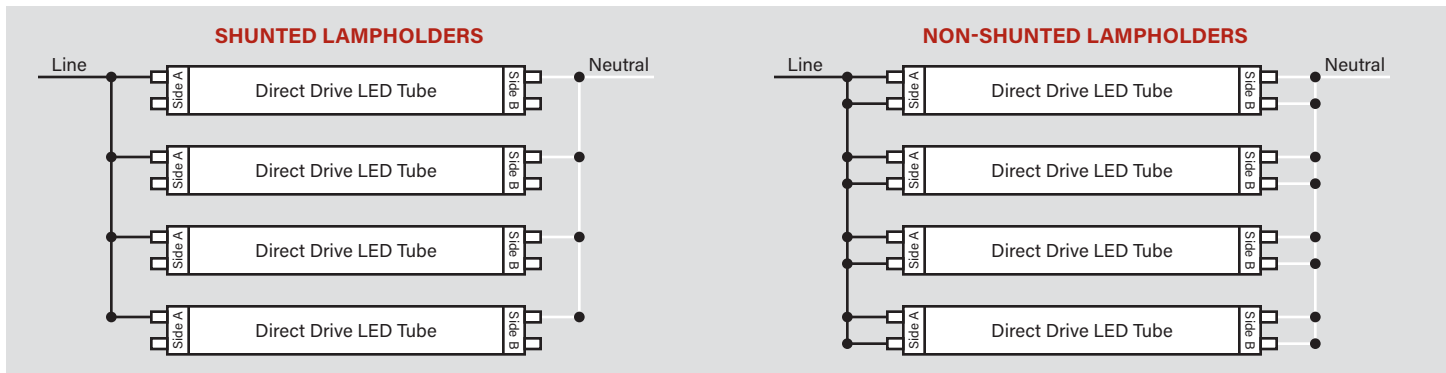 SHUNTED LAMPHOLDERS
Line
Neutral
Side A
Direct Drive LED Tube
Side B
Side A
Direct Drive LED Tube
Side B
Side A
Direct Drive LED Tube
Side B
Side A
Direct Drive LED Tube
Side B
NON-SHUNTED LAMPHOLDERS
Line
Neutral
Side A
Direct Drive LED Tube
Side B
Side A
Direct Drive LED Tube
Side B
Side A
Direct Drive LED Tube
Side B
Side A
Direct Drive LED Tube
Side B